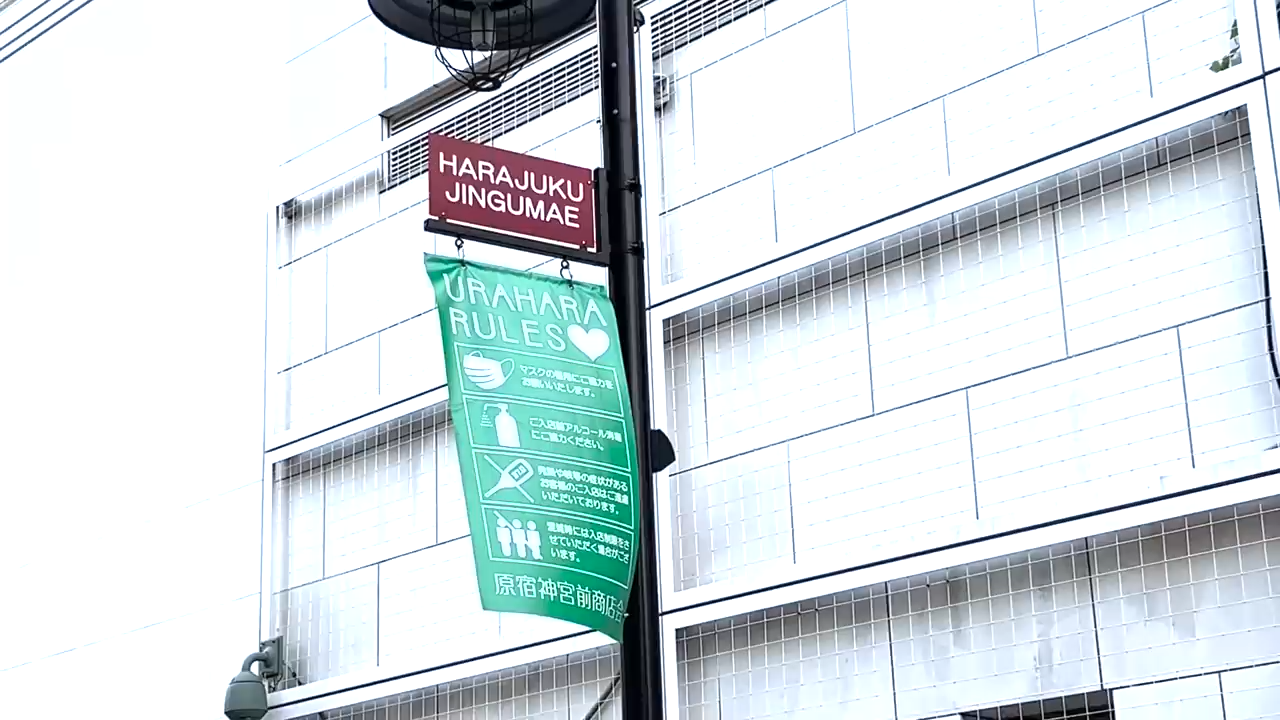 HARAJUKU
JINGUMAE
URAHARA
RULES
マスクの着用にご協力を
お願いいたします。
ご入店前アルコール消毒
にご協力ください。
発熱や咳等の症状がある
お客様のご入店はご遠慮
いただいております。
混雑時には入店制限をさ
せていただく場合がござ
います。
原宿神宮前商店会